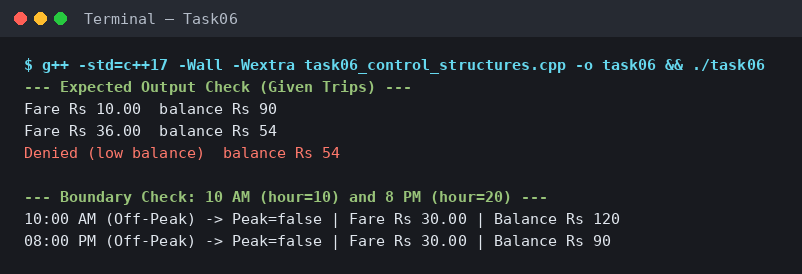 Terminal — Task06
$ g++ -std=c++17 -Wall -Wextra task06_control_structures.cpp -o task06 && ./task06
--- Expected Output Check (Given Trips) ---
Fare Rs 10.00  balance Rs 90
Fare Rs 36.00  balance Rs 54
Denied (low balance)  balance Rs 54
--- Boundary Check: 10 AM (hour=10) and 8 PM (hour=20) ---
10:00 AM (Off-Peak) -> Peak=false | Fare Rs 30.00 | Balance Rs 120
08:00 PM (Off-Peak) -> Peak=false | Fare Rs 30.00 | Balance Rs 90